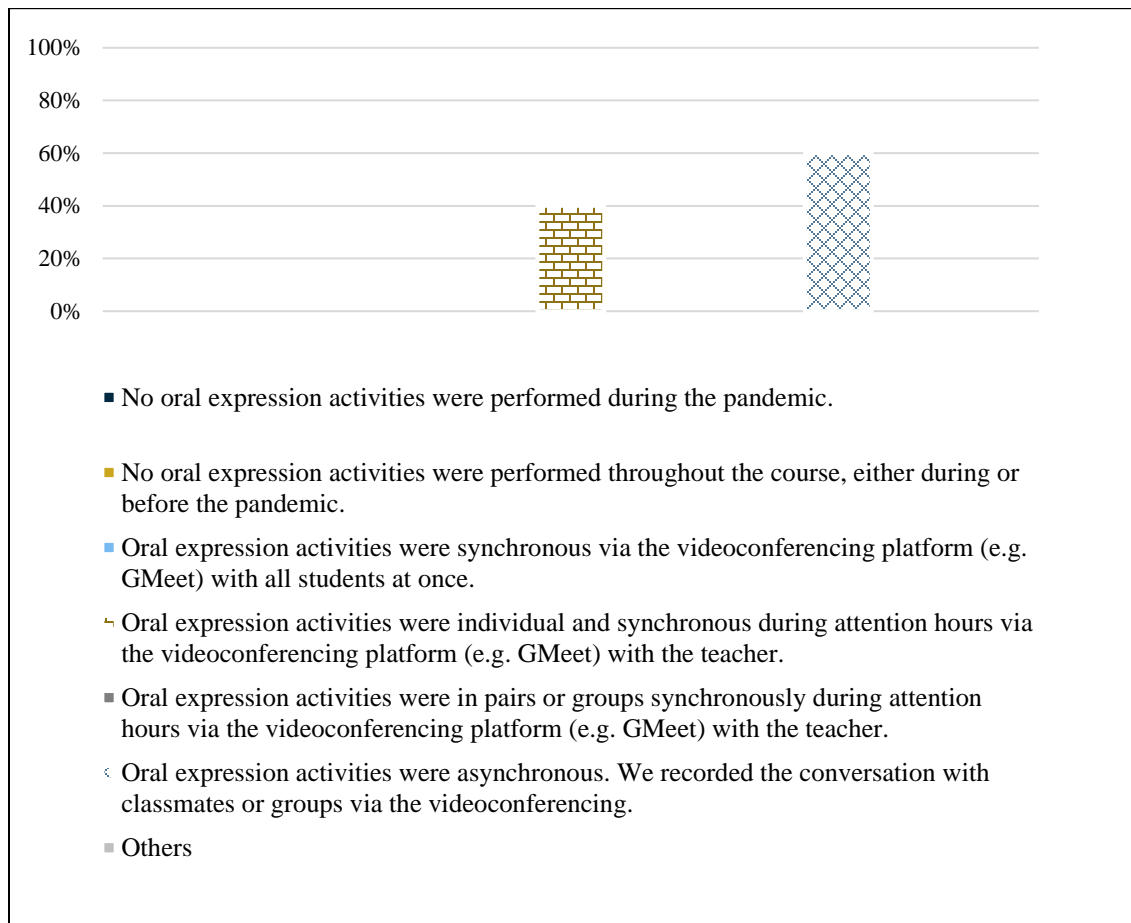 100%
80%
60%
40%
20%
0%
No oral expression activities were performed during the pandemic.
No oral expression activities were performed throughout the course, either during or
before the pandemic.
Oral expression activities were synchronous via the videoconferencing platform (e.g.
GMeet) with all students at once.
Oral expression activities were individual and synchronous during attention hours via
the videoconferencing platform (e.g. GMeet) with the teacher.
Oral expression activities were in pairs or groups synchronously during attention
hours via the videoconferencing platform (e.g. GMeet) with the teacher.
Oral expression activities were asynchronous. We recorded the conversation with
classmates or groups via the videoconferencing.
Others